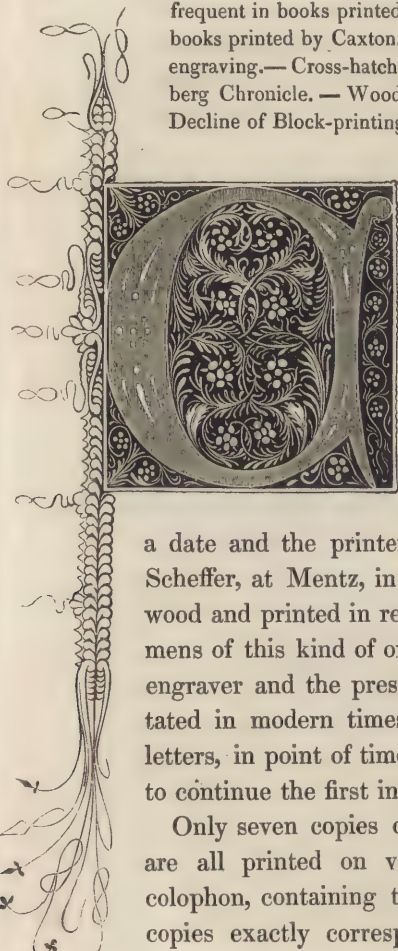 frequent in books printed
books printed by Caxton.
engraving.— Cross-hatch
berg Chronicle. — Wood
Decline of Block-printing
a date and the printe
Scheffer, at Mentz, in
wood and printed in re
mens of this kind of o
engraver and the pres
tated in modern times
letters, in point of tim
to continue the first in
Only seven copies o
are all printed on v
colophon, containing t
copies exactly corresp